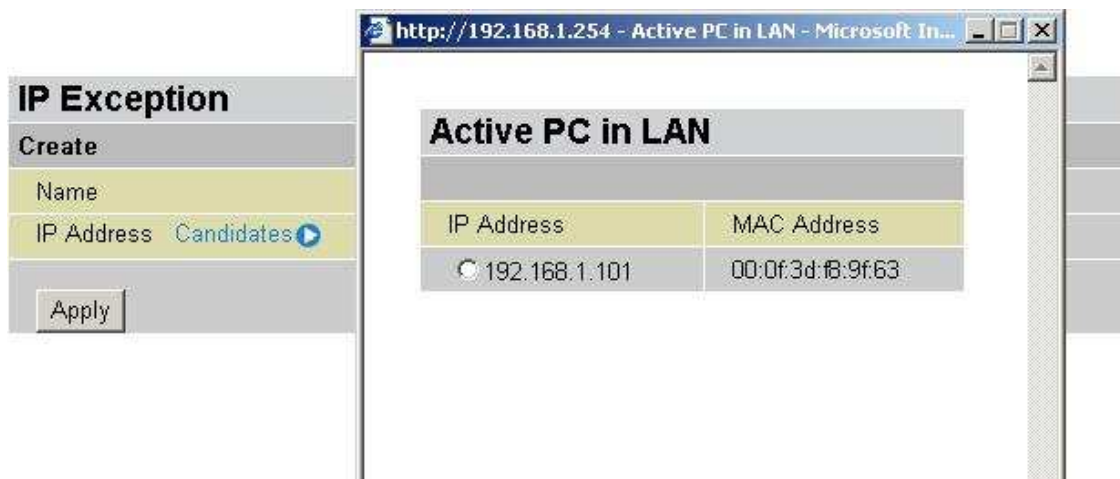 http://192.168.1.254 - Active PC in LAN - Microsoft In...
IP Exception
Create
Name
IP Address Candidates
Apply
Active PC in LAN
IP Address MAC Address
192.168.1.101 00:0f:3d:f8:9f:63